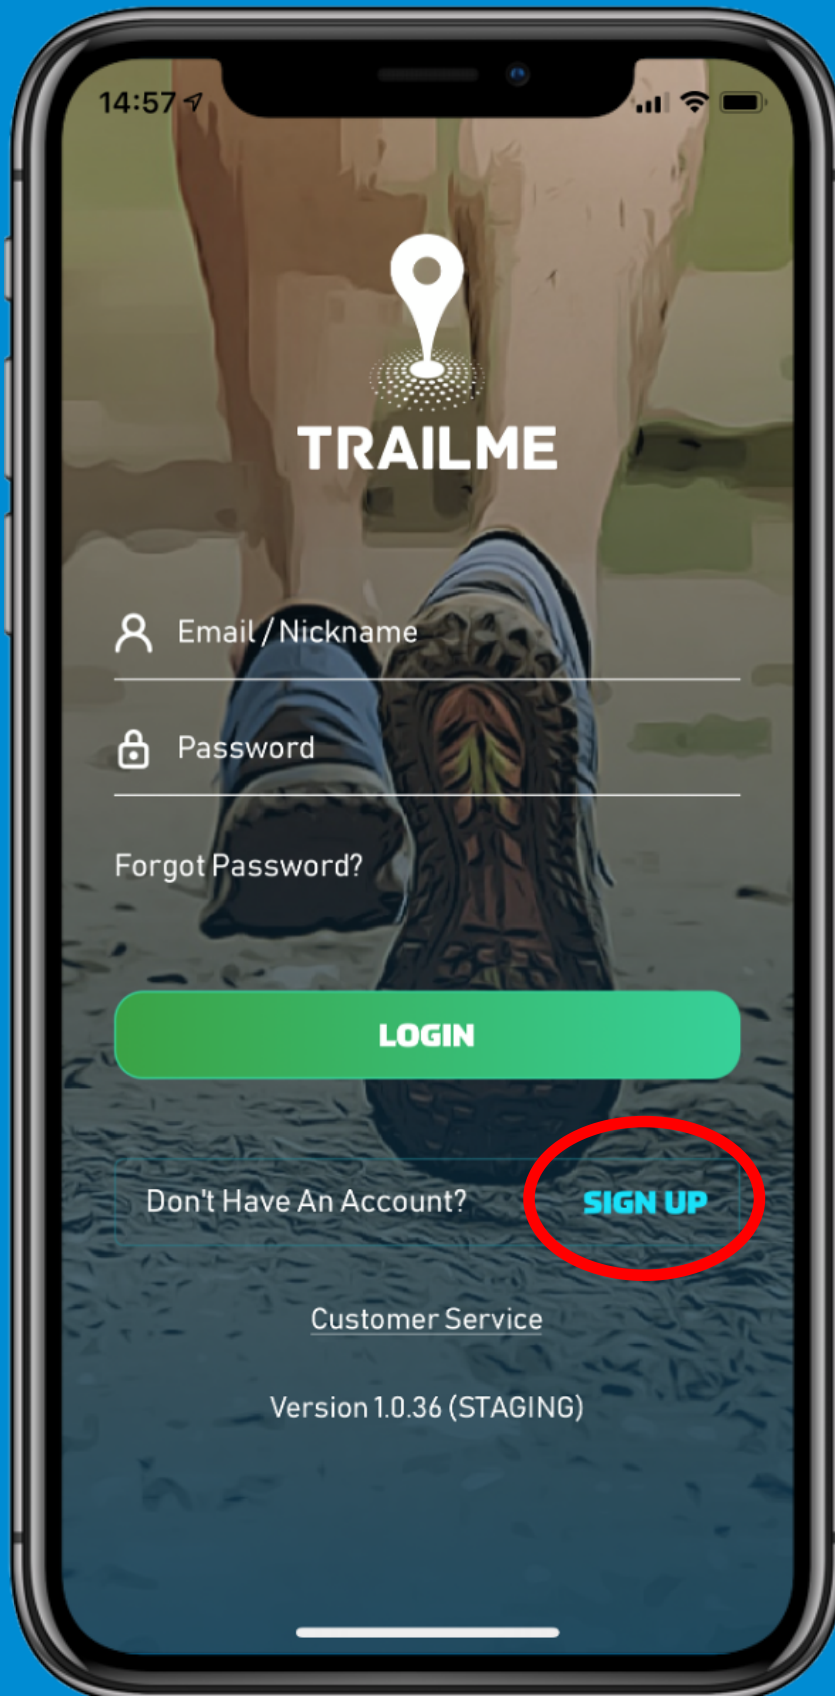 14:57
TRAILME
Email / Nickname
Password
Forgot Password?
LOGIN
Don't Have An Account? SIGN UP
Customer Service
Version 1.0.36 (STAGING)